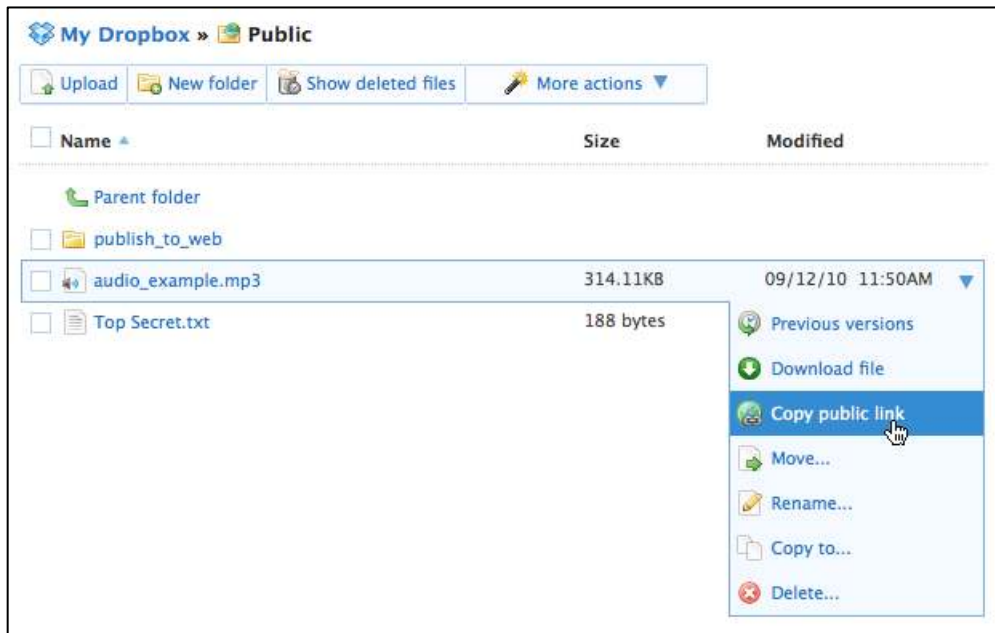 My Dropbox » Public
Upload New folder Show deleted files More actions
Name Size Modified
Parent folder
publish_to_web
audio_example.mp3 314.11KB 09/12/10 11:50AM
Top Secret.txt 188 bytes
Previous versions
Download file
Copy public link
Move...
Rename...
Copy to...
Delete...